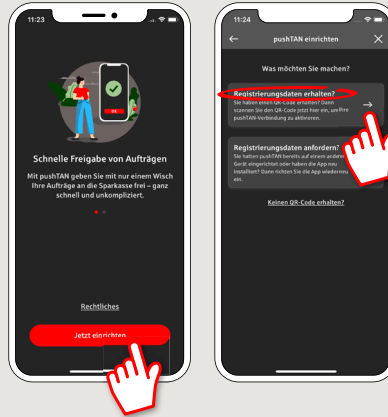 11:23
OK
Schnelle Freigabe von Aufträgen
Mit pushTAN geben Sie mit nur einem Wisch
Ihre Aufträge an die Sparkasse frei – ganz
schnell und unkompliziert.
Rechtliches
Jetzt einrichten
11:24
pushTAN einrichten
Was möchten Sie machen?
Registrierungsdaten erhalten?
Sie haben einen QR-Code erhalten? Dann
scannen Sie den QR-Code jetzt hier ein, um Ihre
pushTAN-Verbindung zu aktivieren.
Registrierungsdaten anfordern?
Sie hatten pushTAN bereits auf einem
Gerät eingerichtet oder haben die App neu
installiert? Dann richten Sie die App
ein.
Keinen QR-Code erhalten?